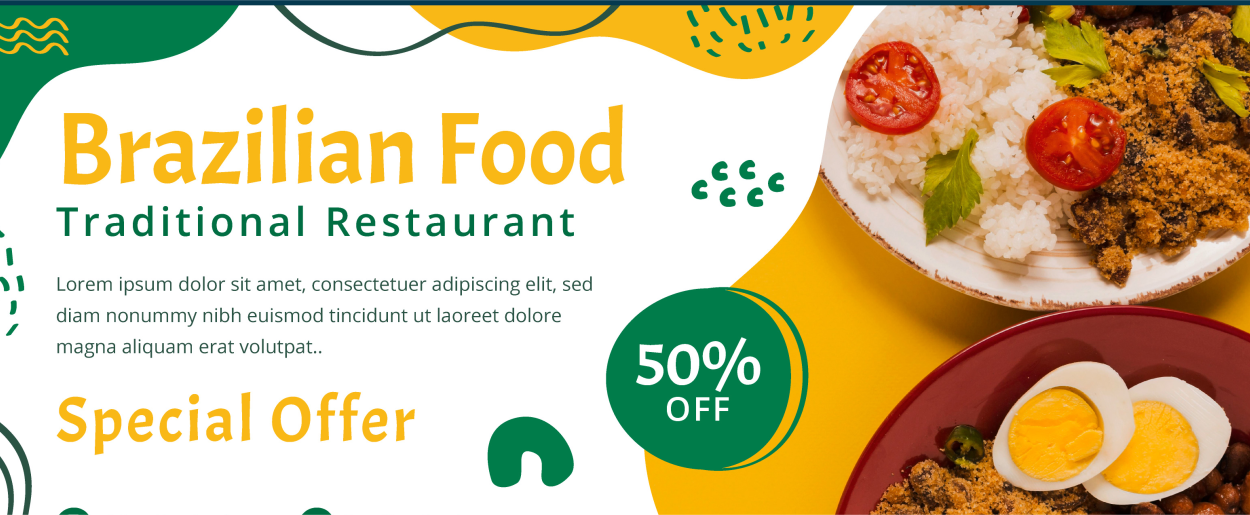 Brazilian Food
Traditional Restaurant
Lorem ipsum dolor sit amet, consectetuer adipiscing elit, sed
diam nonummy nibh euismod tincidunt ut laoreet dolore
magna aliquam erat volutpat..
Special Offer
50%
OFF